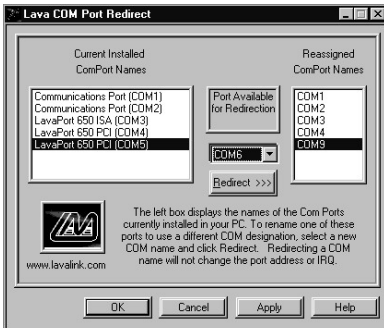 Lava COM Port Redirect
Current Installed
ComPort Names
Communications Port (COM1)
Communications Port (COM2)
LavaPort 650 ISA (COM3)
LavaPort 650 PCI (COM4)
LavaPort 650 PCI (COM5)
Port Available
for Redirection
COM6
Redirect >>>
Reassigned
ComPort Names
COM1
COM2
COM3
COM4
COM9
LAVA
www.lavalink.com
The left box displays the names of the Com Ports
currently installed in your PC. To rename one of these
ports to use a different COM designation, select a new
COM name and click Redirect. Redirecting a COM
name will not change the port address or IRQ.
OK
Cancel
Apply
Help